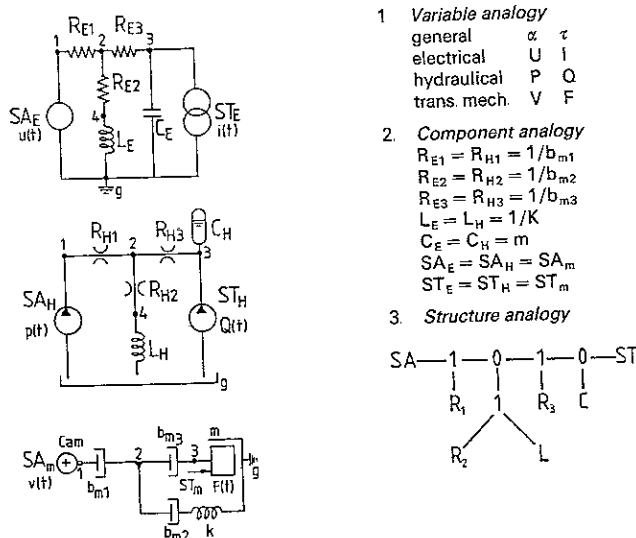 1 Variable analogy
general α τ
electrical U I
hydraulical P Q
trans. mech. V F
2. Component analogy
R_E1 = R_H1 = 1/b_m1
R_E2 = R_H2 = 1/b_m2
R_E3 = R_H3 = 1/b_m3
L_E = L_H = 1/K
C_E = C_H = m
SA_E = SA_H = SA_m
ST_E = ST_H = ST_m
3. Structure analogy
SA 1 0 1 0 ST
R_1 1 R_3 C
R_2 L
R_E1 R_E3
1 2 3
R_E2
4
SA_E
u(t)
L_E
C_E
ST_E
i(t)
g
C_H
R_H1 R_H3
1 2 3
R_H2
4
SA_H
p(t)
L_H
ST_H
Q(t)
g
Cam
SA_m
v(t)
1
b_m1
2
b_m3
3
m
g
ST_m
F(t)
b_m2
k